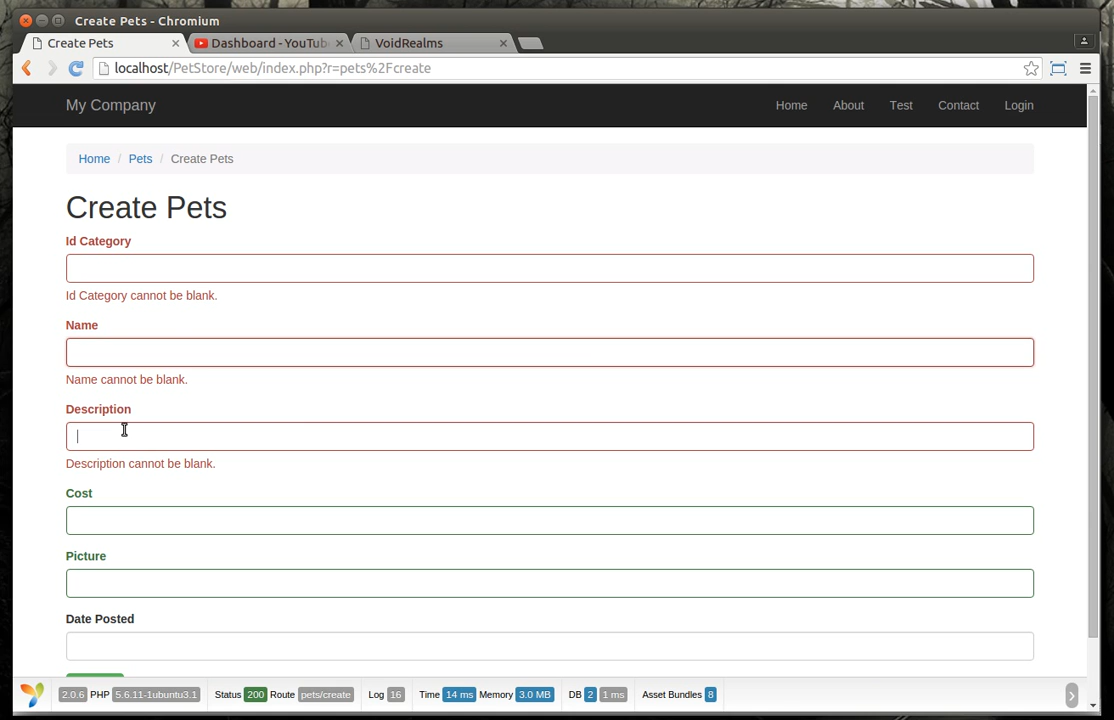 Create Pets - Chromium
Create Pets
Dashboard - YouTub
VoidRealms
localhost/PetStore/web/index.php?r=pets%2Fcreate
My Company Home About Test Contact Login
Home / Pets / Create Pets
Create Pets
Id Category
Id Category cannot be blank.
Name
Name cannot be blank.
Description
Description cannot be blank.
Cost
Picture
Date Posted
2.0.6 PHP 5.6.11-1ubuntu3.1 Status 200 Route pets/create Log 16 Time 14 ms Memory 3.0 MB DB 2 1 ms Asset Bundles 8